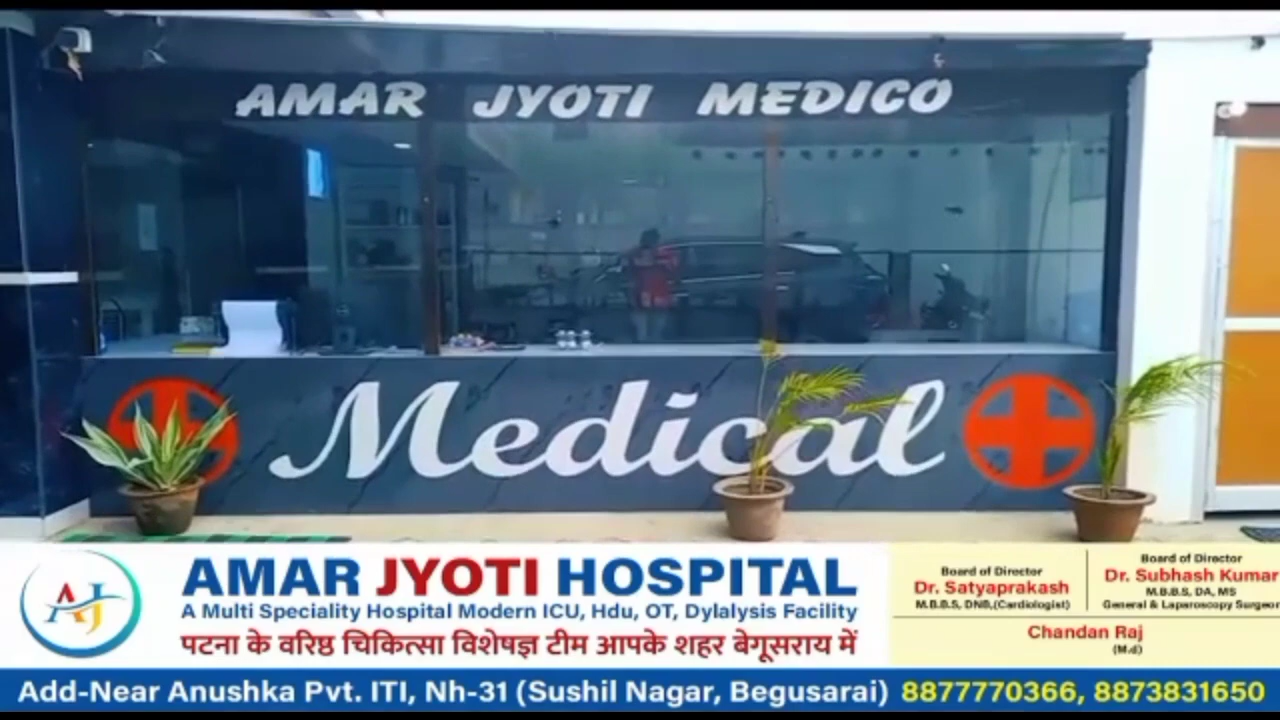 AMAR JYOTI MEDICO
Medical
AJ
AMAR JYOTI HOSPITAL
A Multi Speciality Hospital Modern ICU, Hdu, OT, Dylalysis Facility
पटना के वरिष्ठ चिकित्सा विशेषज्ञ टीम आपके शहर बेगूसराय में
Board of Director
Dr. Satyaprakash
M.B.B.S, DNB,(Cardiologist)
Board of Director
Dr. Subhash Kumar
M.B.B.S, DA, MS
General & Laparoscopy Surgeon
Chandan Raj
(M.d)
Add-Near Anushka Pvt. ITI, Nh-31 (Sushil Nagar, Begusarai) 8877770366, 8873831650